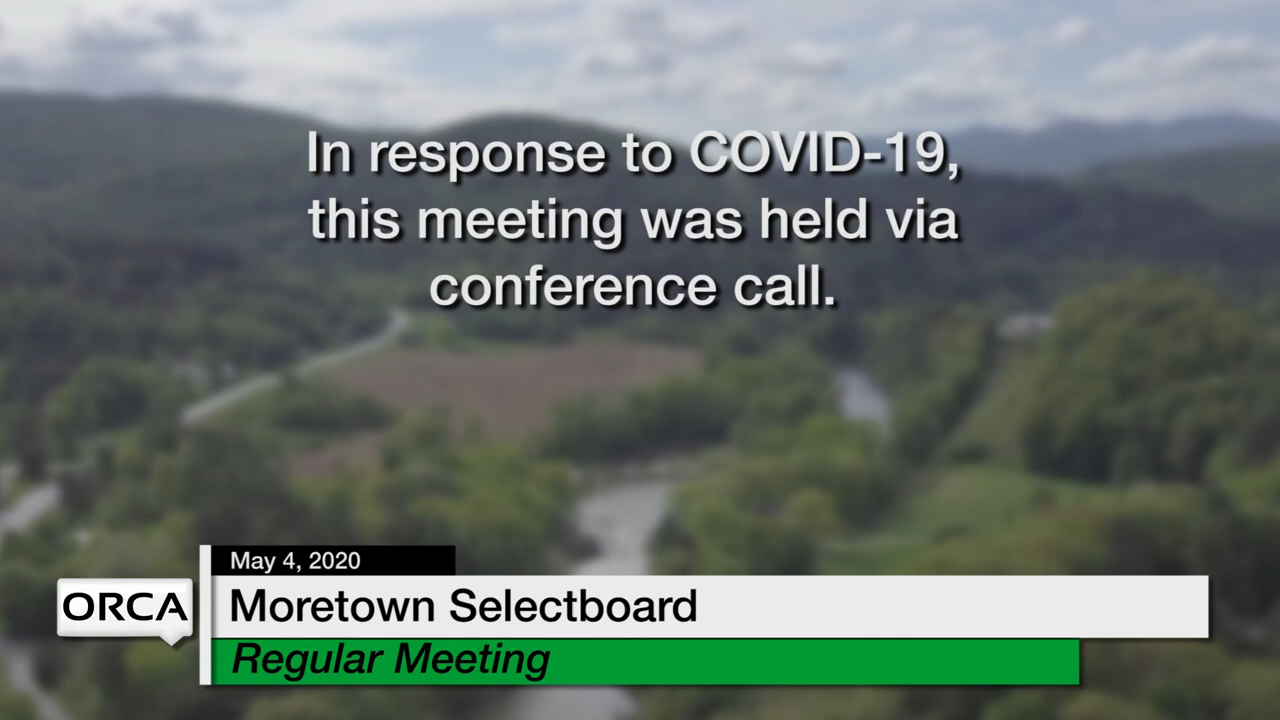 In response to COVID-19,
this meeting was held via
conference call.
May 4, 2020
ORCA
Moretown Selectboard
Regular Meeting